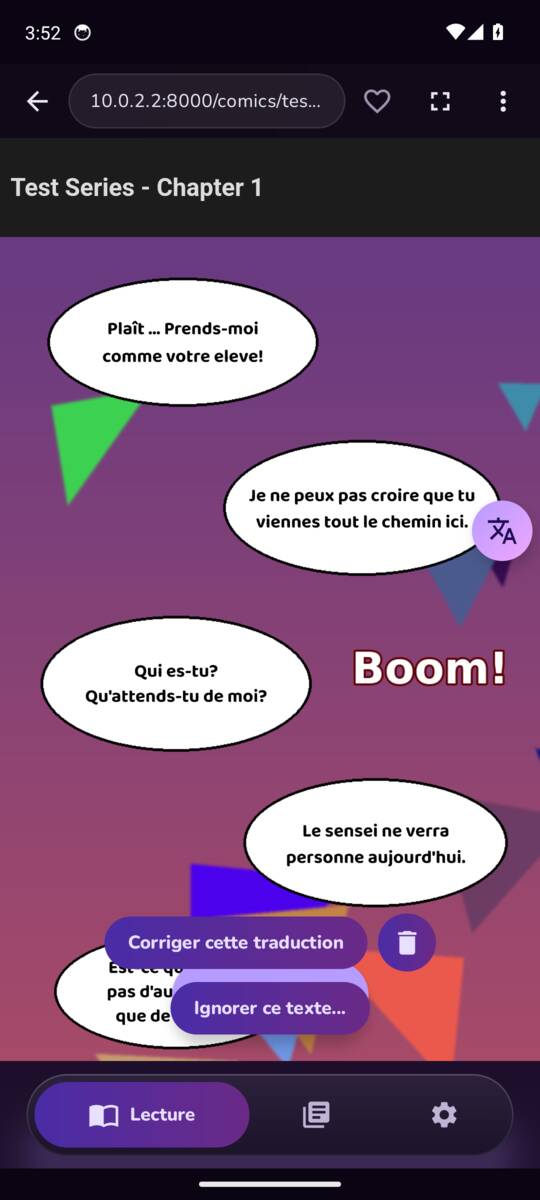 3:52
10.0.2.2:8000/comics/tes...
Test Series - Chapter 1
Plaît ... Prends-moi
comme votre eleve!
Je ne peux pas croire que tu
viennes tout le chemin ici.
Qui es-tu?
Qu'attends-tu de moi?
Boom!
Le sensei ne verra
personne aujourd'hui.
Corriger cette traduction
pas d'au
que de
Ignorer ce texte...
Lecture